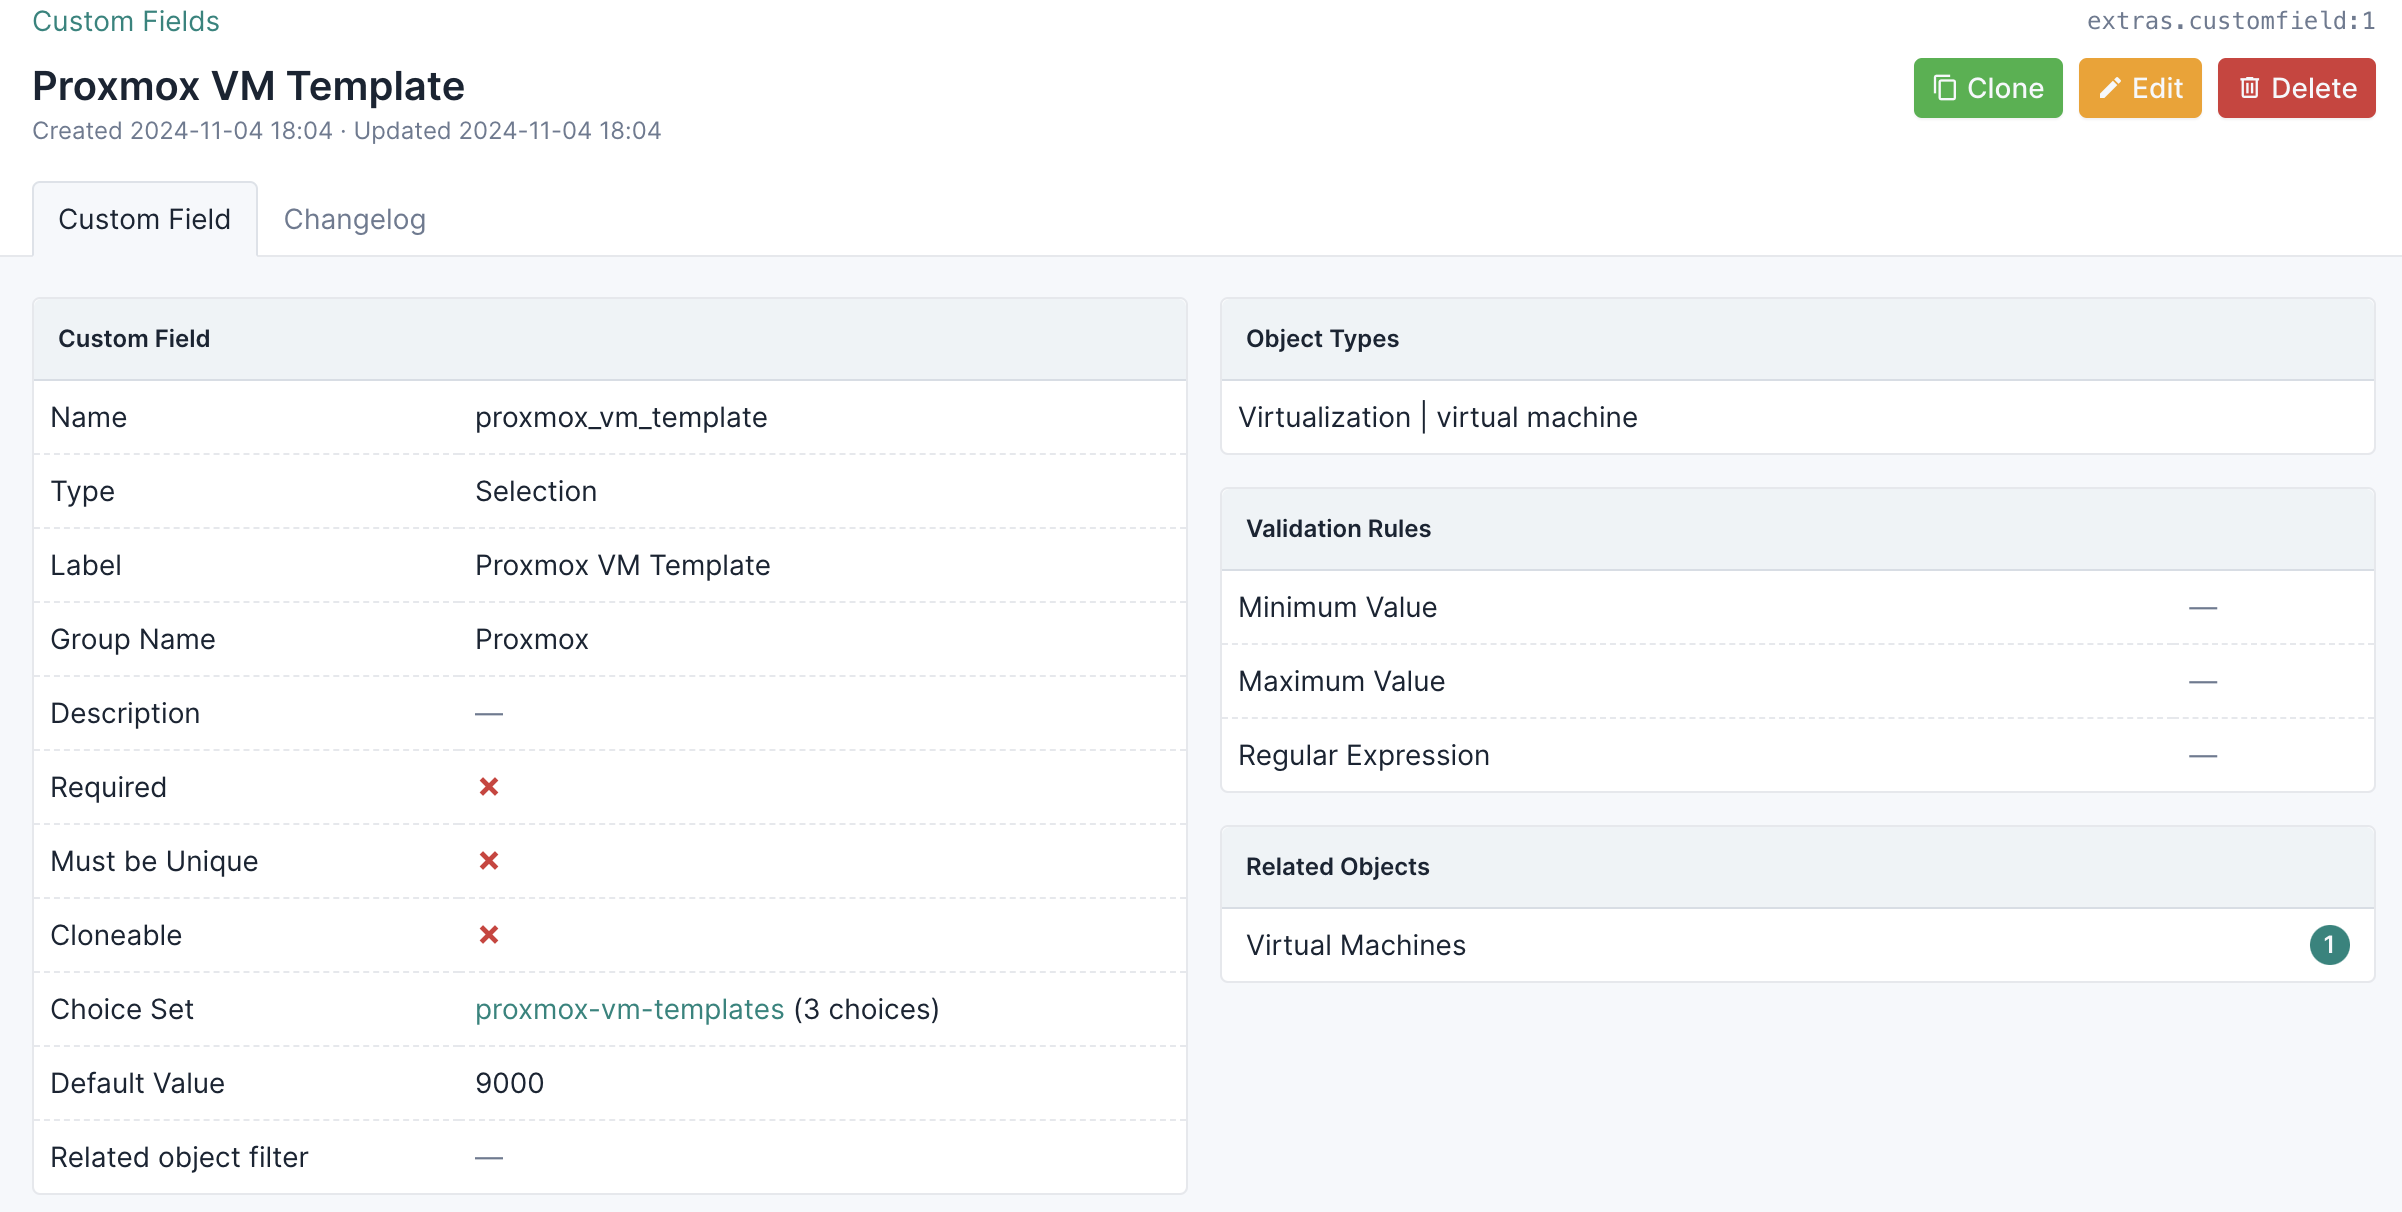 Custom Fields
extras.customfield:1
Proxmox VM Template
Created 2024-11-04 18:04 · Updated 2024-11-04 18:04
Clone
Edit
Delete
Custom Field
Changelog
Custom Field
Name proxmox_vm_template
Type Selection
Label Proxmox VM Template
Group Name Proxmox
Description —
Required
Must be Unique
Cloneable
Choice Set proxmox-vm-templates (3 choices)
Default Value 9000
Related object filter —
Object Types
Virtualization | virtual machine
Validation Rules
Minimum Value —
Maximum Value —
Regular Expression —
Related Objects
Virtual Machines 1